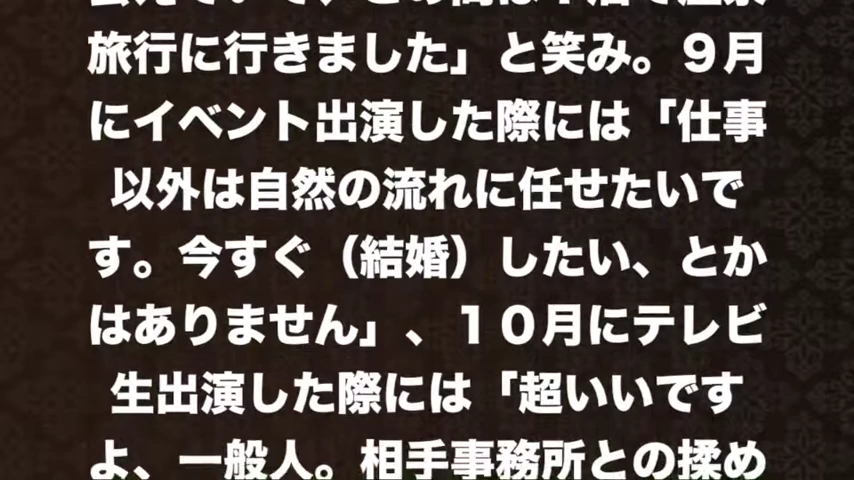 旅行に行きました」と笑み。９月
にイベント出演した際には「仕事
以外は自然の流れに任せたいで
す。今すぐ（結婚）したい、とか
はありません」、１０月にテレビ
生出演した際には「超いいです
よ、一般人。相手事務所との揉め